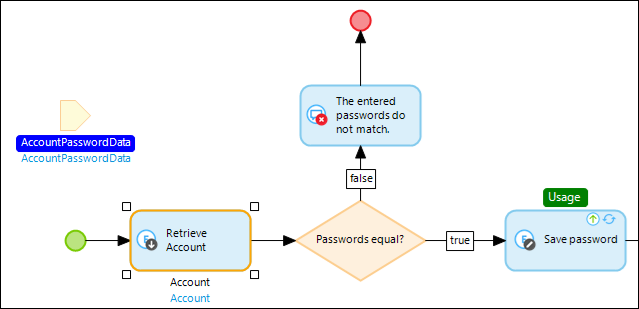 The entered
passwords do
not match.
AccountPasswordData
AccountPasswordData
false
Usage
Retrieve
Account
Passwords equal?
true
Save password
Account
Account